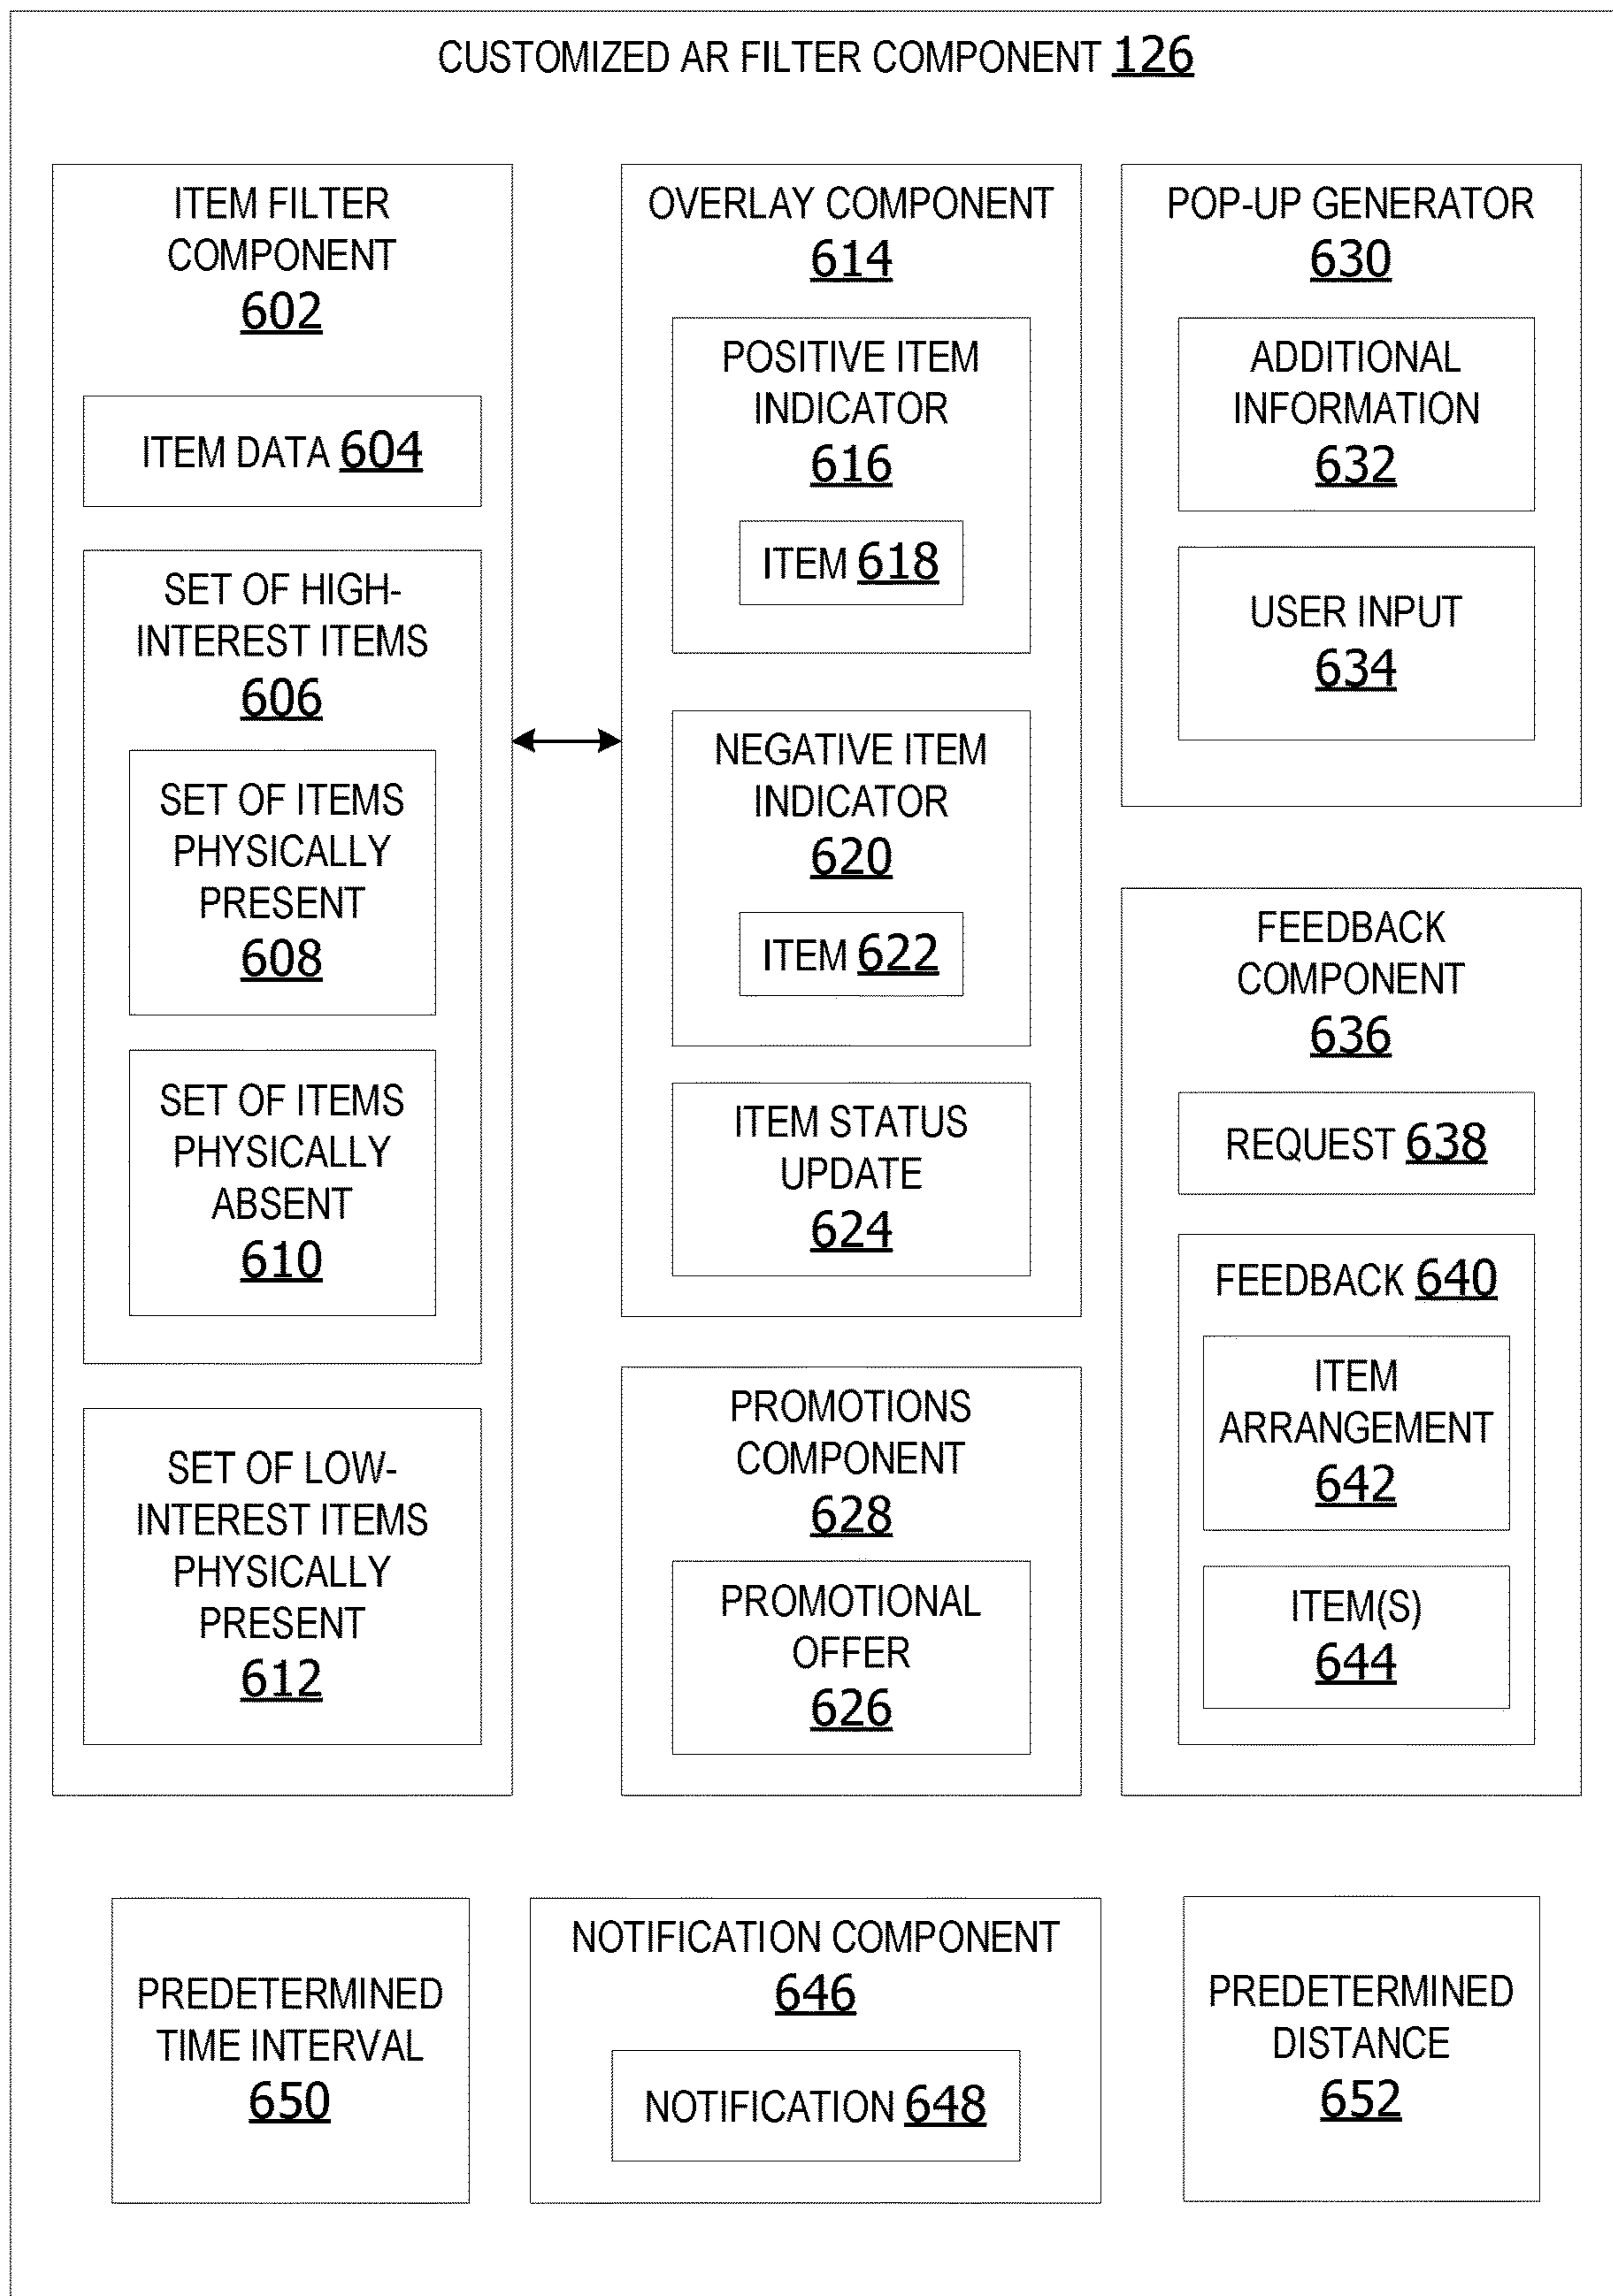 CUSTOMIZED AR FILTER COMPONENT 126
ITEM FILTER
COMPONENT
602
ITEM DATA 604
SET OF HIGH-
INTEREST ITEMS
606
SET OF ITEMS
PHYSICALLY
PRESENT
608
SET OF ITEMS
PHYSICALLY
ABSENT
610
SET OF LOW-
INTEREST ITEMS
PHYSICALLY
PRESENT
612
OVERLAY COMPONENT
614
POSITIVE ITEM
INDICATOR
616
ITEM 618
NEGATIVE ITEM
INDICATOR
620
ITEM 622
ITEM STATUS
UPDATE
624
PROMOTIONS
COMPONENT
628
PROMOTIONAL
OFFER
626
POP-UP GENERATOR
630
ADDITIONAL
INFORMATION
632
USER INPUT
634
FEEDBACK
COMPONENT
636
REQUEST 638
FEEDBACK 640
ITEM
ARRANGEMENT
642
ITEM(S)
644
PREDETERMINED
TIME INTERVAL
650
NOTIFICATION COMPONENT
646
NOTIFICATION 648
PREDETERMINED
DISTANCE
652